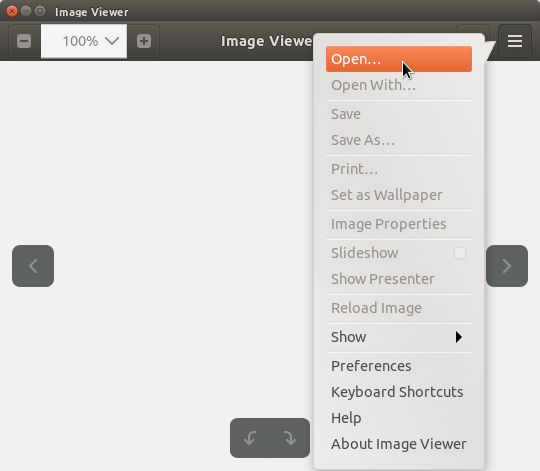 Image Viewer
100%
Image Viewe
Open...
Open With...
Save
Save As...
Print...
Set as Wallpaper
Image Properties
Slideshow
Show Presenter
Reload Image
Show
Preferences
Keyboard Shortcuts
Help
About Image Viewer